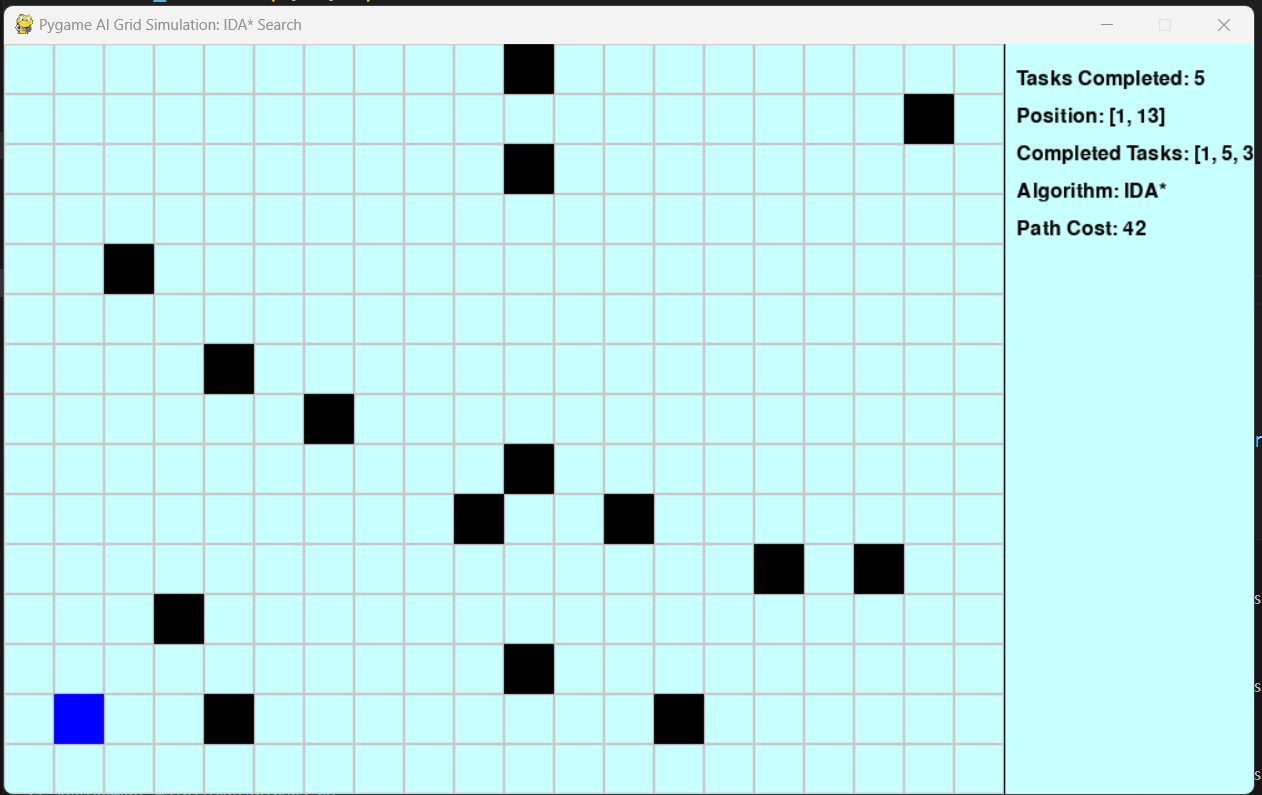 Pygame AI Grid Simulation: IDA* Search
Tasks Completed: 5
Position: [1, 13]
Completed Tasks: [1, 5, 3
Algorithm: IDA*
Path Cost: 42